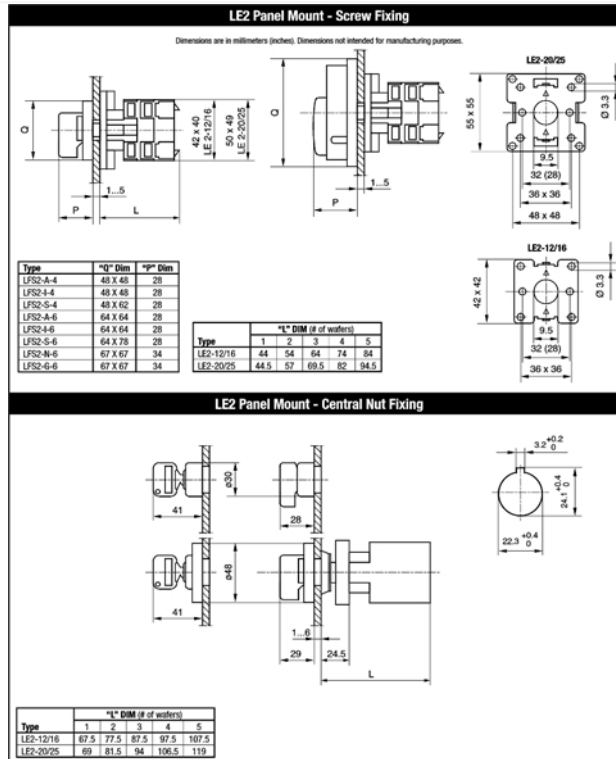 LE2 Panel Mount - Screw Fixing
Dimensions are in millimeters (inches). Dimensions not intended for manufacturing purposes.
Q
P
1...5
L
42 x 40
LE 2-12/16
50 x 49
LE 2-20/25
Q
P
1...5
LE2-20/25
55 x 55
Ø 3.3
9.5
32 (28)
36 x 36
48 x 48
LE2-12/16
42 x 42
Ø 3.3
9.5
32 (28)
36 x 36
Type "Q" Dim "P" Dim
LFS2-A-4 48 X 48 28
LFS2-I-4 48 X 48 28
LFS2-S-4 48 X 62 28
LFS2-A-6 64 X 64 28
LFS2-I-6 64 X 64 28
LFS2-S-6 64 X 78 28
LFS2-N-6 67 X 67 34
LFS2-G-6 67 X 67 34
"L" DIM (# of wafers)
Type 1 2 3 4 5
LE2-12/16 44 54 64 74 84
LE2-20/25 44.5 57 69.5 82 94.5
LE2 Panel Mount - Central Nut Fixing
41
ø30
28
3.2 +0.2 0
24.1 +0.4 0
22.3 +0.4 0
41
ø48
1...6
29
24.5
L
"L" DIM (# of wafers)
Type 1 2 3 4 5
LE2-12/16 67.5 77.5 87.5 97.5 107.5
LE2-20/25 69 81.5 94 106.5 119